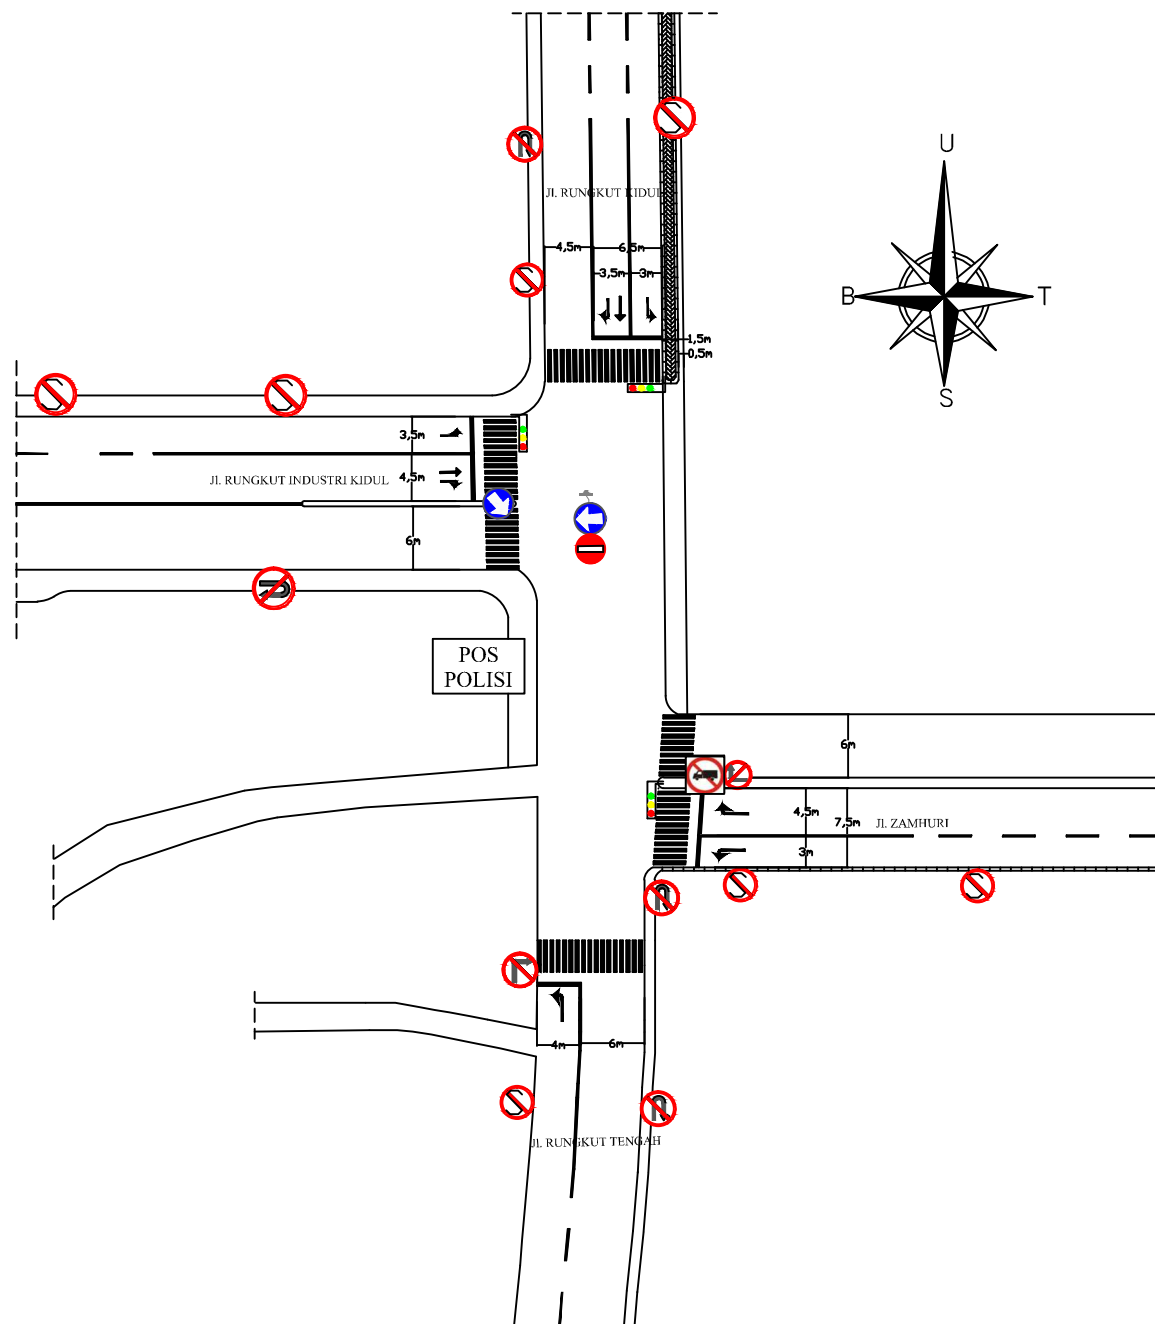 U
Jl. RUNGKUT KIDUL
4,5m
6,5m
3,5m
3m
B
T
1,5m
0,5m
S
3,5m
4,5m
Jl. RUNGKUT INDUSTRI KIDUL
6m
POS
POLISI
6m
4,5m
7,5m
Jl. ZAMHURI
3m
4m
6m
Jl. RUNGKUT TENGAH